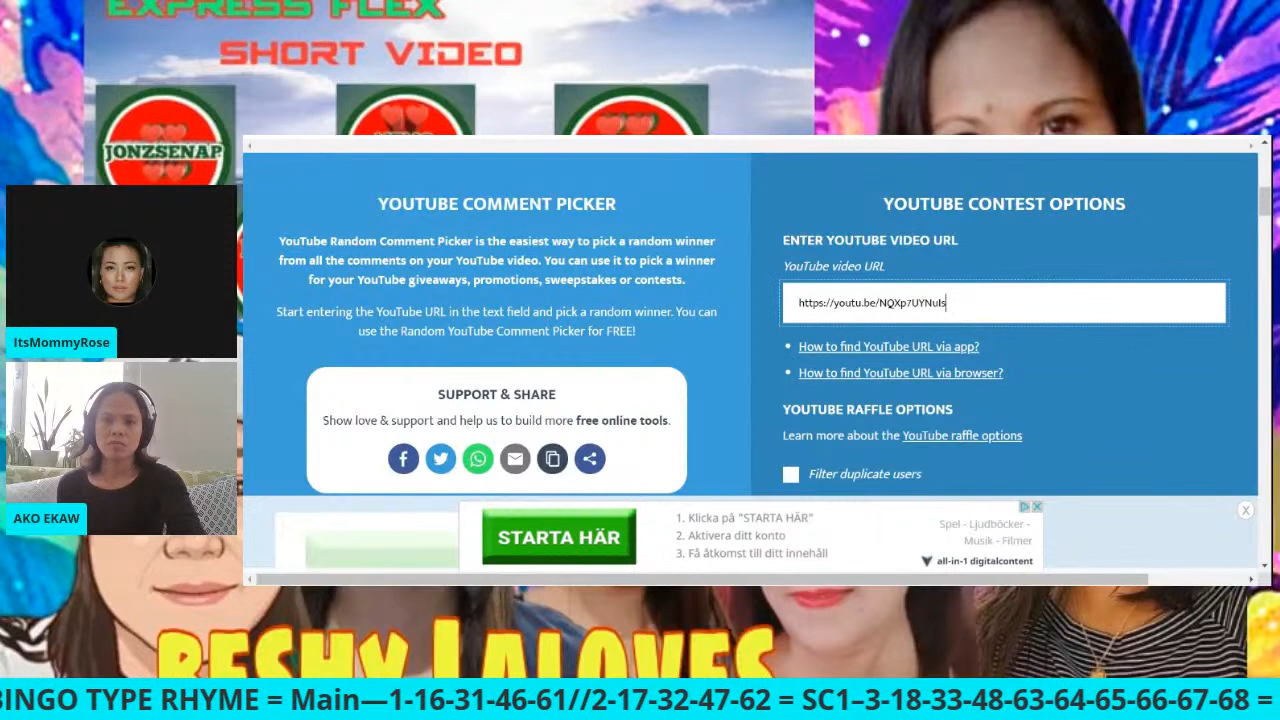 EXPRESS FLEX
SHORT VIDEO
JONZSENAP
ItsMommyRose
AKO EKAW
YOUTUBE COMMENT PICKER
YouTube Random Comment Picker is the easiest way to pick a random winner
from all the comments on your YouTube video. You can use it to pick a winner
for your YouTube giveaways, promotions, sweepstakes or contests.
Start entering the YouTube URL in the text field and pick a random winner. You can
use the Random YouTube Comment Picker for FREE!
SUPPORT & SHARE
Show love & support and help us to build more free online tools.
YOUTUBE CONTEST OPTIONS
ENTER YOUTUBE VIDEO URL
YouTube video URL
https://youtu.be/NQXp7UYNuls
How to find YouTube URL via app?
How to find YouTube URL via browser?
YOUTUBE RAFFLE OPTIONS
Learn more about the YouTube raffle options
Filter duplicate users
STARTA HÄR
1. Klicka på "STARTA HÄR"
2. Aktivera ditt konto
3. Få åtkomst till ditt innehåll
Spel - Ljudböcker -
Musik - Filmer
all-in-1 digitalcontent
BESHY LALOVES
BINGO TYPE RHYME = Main—1-16-31-46-61//2-17-32-47-62 = SC1–3-18-33-48-63-64-65-66-67-68 =